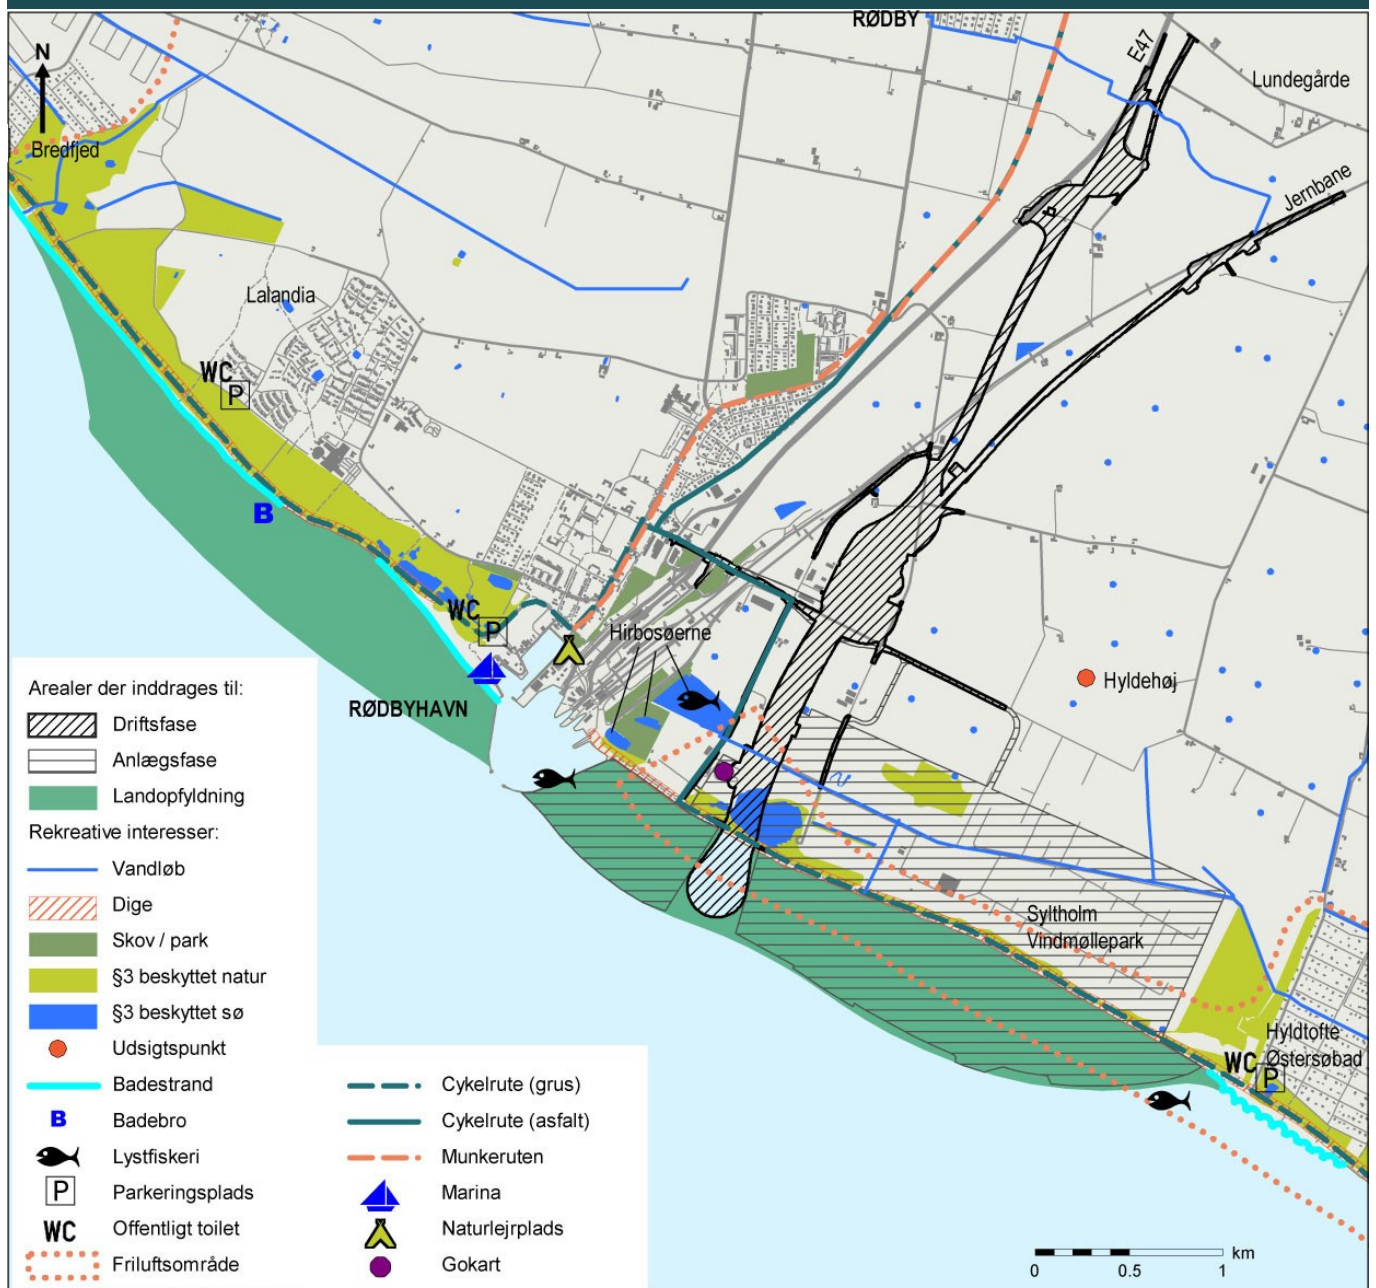 RØDBY
E47
N
Lundegårde
Bredfjed
Jernbane
Lalandia
WC
P
B
WC
P
Hirbosøerne
Hyldehøj
RØDBYHAVN
Syltholm
Vindmøllepark
Hyldtofte
Østersøbad
WC
P
Arealer der inddrages til:
Driftsfase
Anlægsfase
Landopfyldning
Rekreative interesser:
Vandløb
Dige
Skov / park
§3 beskyttet natur
§3 beskyttet sø
Udsigtspunkt
Badestrand
B Badebro
Lystfiskeri
P Parkeringsplads
WC Offentligt toilet
Friluftsområde
Cykelrute (grus)
Cykelrute (asfalt)
Munkeruten
Marina
Naturlejrplads
Gokart
km
0 0.5 1